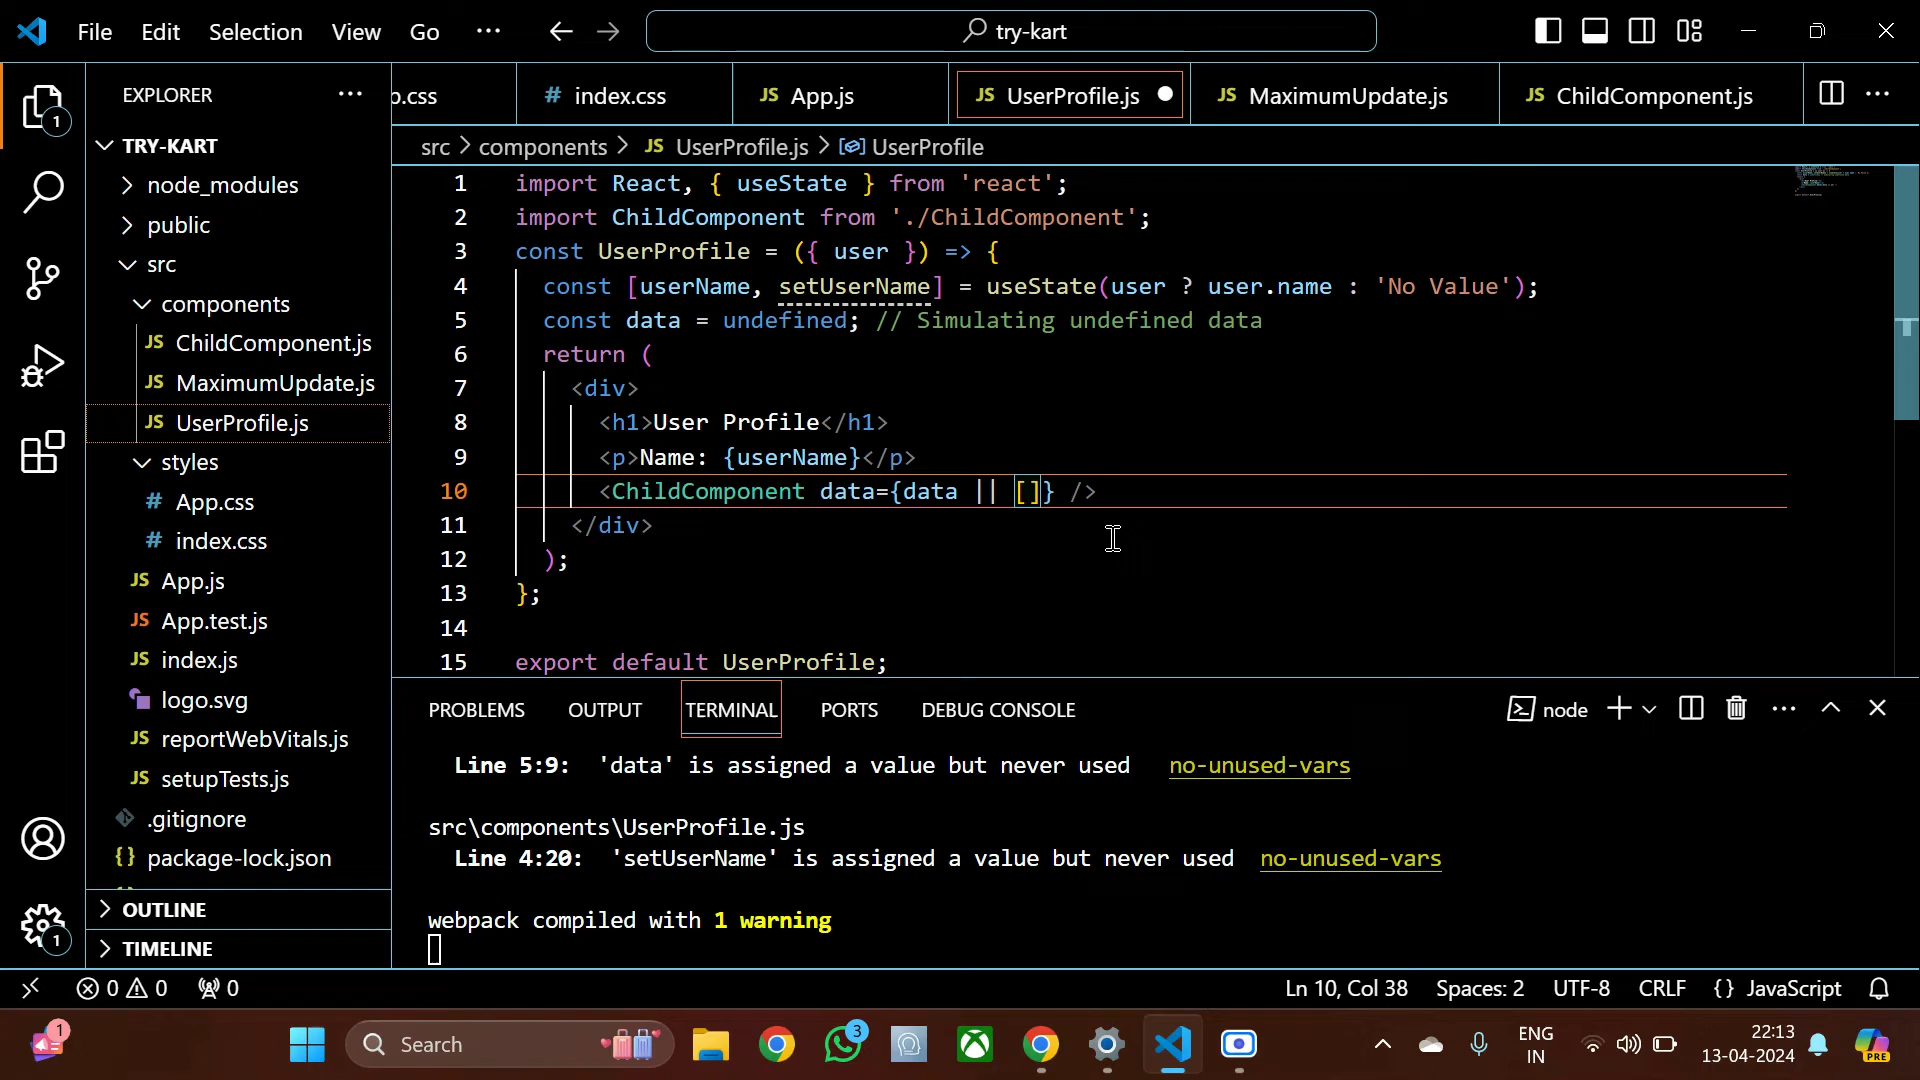 File Edit Selection View Go ··· try-kart
1
EXPLORER ···
TRY-KART
node_modules
public
src
components
JS ChildComponent.js
JS MaximumUpdate.js
JS UserProfile.js
styles
# App.css
# index.css
JS App.js
JS App.test.js
JS index.js
logo.svg
JS reportWebVitals.js
JS setupTests.js
.gitignore
{} package-lock.json
OUTLINE
TIMELINE
1
p.css # index.css JS App.js JS UserProfile.js JS MaximumUpdate.js JS ChildComponent.js ···
src > components > JS UserProfile.js > UserProfile
1 import React, { useState } from 'react';
2 import ChildComponent from './ChildComponent';
3 const UserProfile = ({ user }) => {
4 const [userName, setUserName] = useState(user ? user.name : 'No Value');
5 const data = undefined; // Simulating undefined data
6 return (
7 <div>
8 <h1>User Profile</h1>
9 <p>Name: {userName}</p>
10 <ChildComponent data={data || []} />
11 </div>
12 );
13 };
14
15 export default UserProfile;
PROBLEMS OUTPUT TERMINAL PORTS DEBUG CONSOLE node ···
Line 5:9: 'data' is assigned a value but never used no-unused-vars
src\components\UserProfile.js
Line 4:20: 'setUserName' is assigned a value but never used no-unused-vars
webpack compiled with 1 warning
0 0 0 Ln 10, Col 38 Spaces: 2 UTF-8 CRLF {} JavaScript
1 Search 3 ENG IN 22:13 13-04-2024 PRE